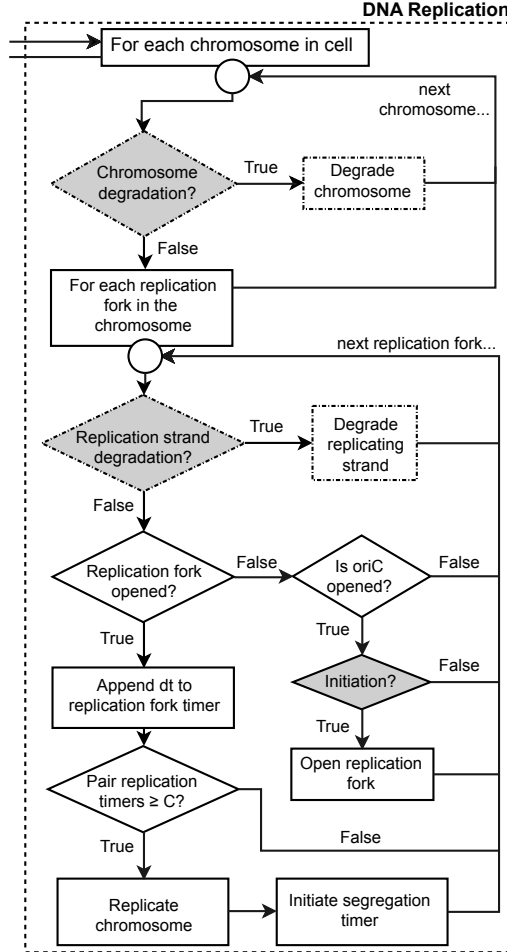 DNA Replication
For each chromosome in cell
next
chromosome...
Chromosome
degradation?
True
Degrade
chromosome
False
For each replication
fork in the
chromosome
next replication fork...
Replication strand
degradation?
True
Degrade
replicating
strand
False
Replication fork
opened?
False
Is oriC
opened?
False
True
True
Initiation?
False
Append dt to
replication fork timer
True
Open replication
fork
Pair replication
timers ≥ C?
False
True
Replicate
chromosome
Initiate segregation
timer